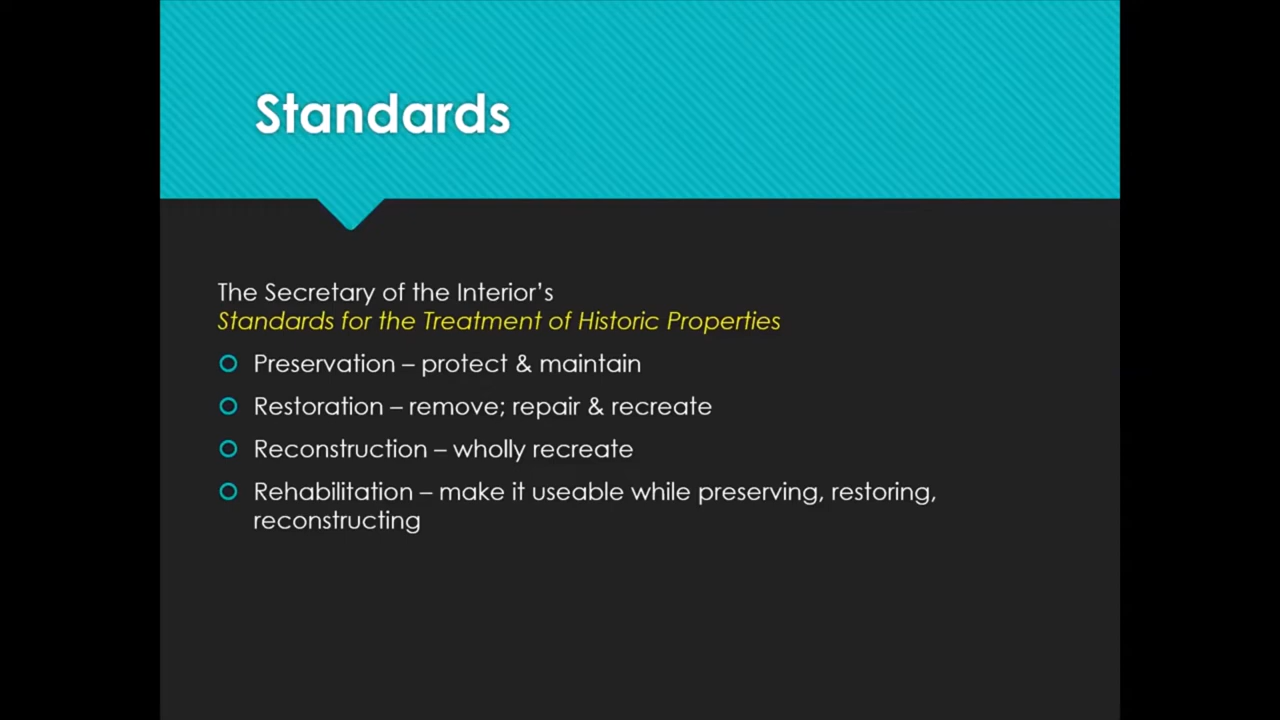 Standards
The Secretary of the Interior’s
Standards for the Treatment of Historic Properties
Preservation – protect & maintain
Restoration – remove; repair & recreate
Reconstruction – wholly recreate
Rehabilitation – make it useable while preserving, restoring,
reconstructing